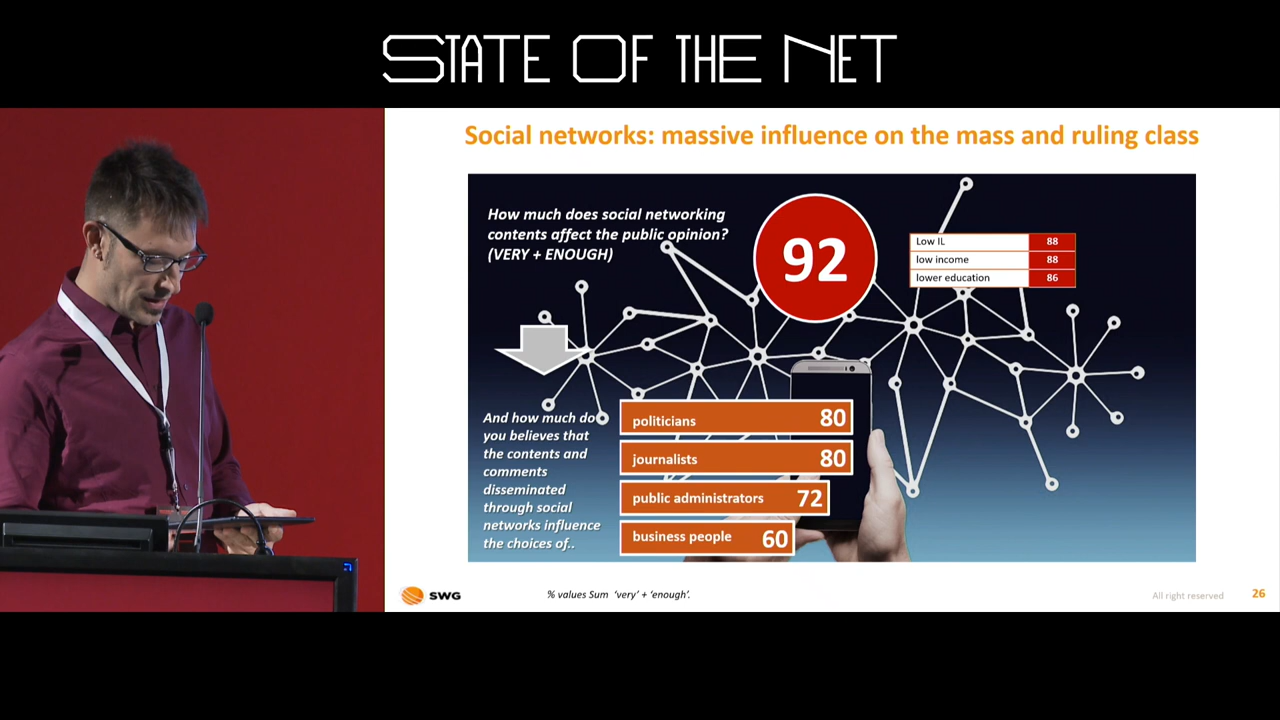 STATE OF THE NET
Social networks: massive influence on the mass and ruling class
How much does social networking
contents affect the public opinion?
(VERY + ENOUGH)
92
Low IL 88
low income 88
lower education 86
And how much do
you believes that
the contents and
comments
disseminated
through social
networks influence
the choices of..
politicians 80
journalists 80
public administrators 72
business people 60
SWG
% values Sum ‘very’ + ‘enough’.
All right reserved
26